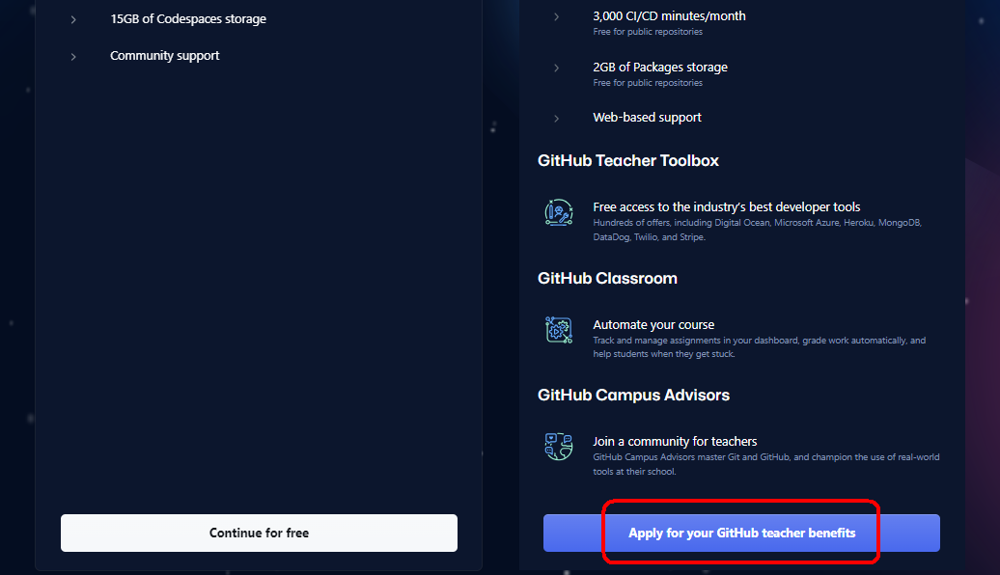 15GB of Codespaces storage
Community support
Continue for free
3,000 CI/CD minutes/month
Free for public repositories
2GB of Packages storage
Free for public repositories
Web-based support
GitHub Teacher Toolbox
Free access to the industry's best developer tools
Hundreds of offers, including Digital Ocean, Microsoft Azure, Heroku, MongoDB,
DataDog, Twilio, and Stripe.
GitHub Classroom
Automate your course
Track and manage assignments in your dashboard, grade work automatically, and
help students when they get stuck.
GitHub Campus Advisors
Join a community for teachers
GitHub Campus Advisors master Git and GitHub, and champion the use of real-world
tools at their school.
Apply for your GitHub teacher benefits